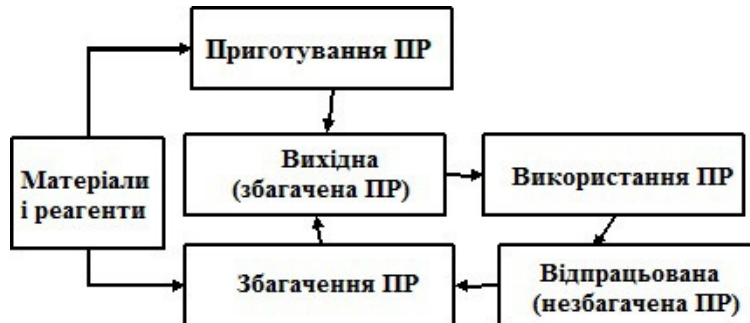 Приготування ПР
Матеріали
і реагенти
Вихідна
(збагачена ПР)
Використання ПР
Збагачення ПР
Відпрацьована
(незбагачена ПР)